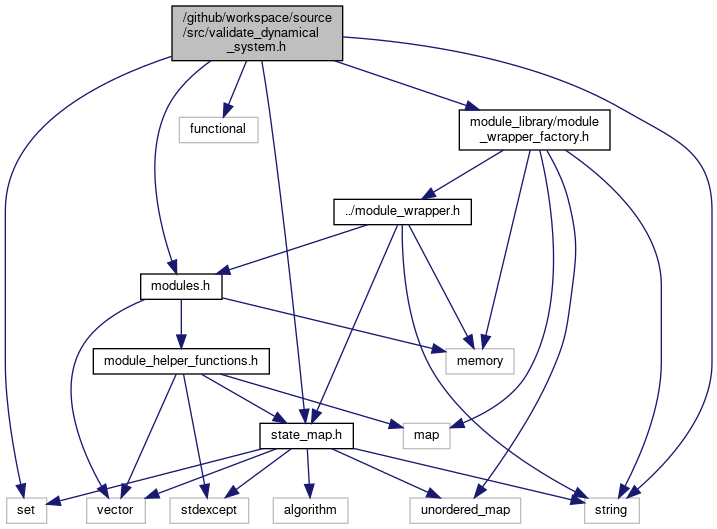 /github/workspace/source
/src/validate_dynamical
_system.h
functional
module_library/module
_wrapper_factory.h
../module_wrapper.h
modules.h
module_helper_functions.h
memory
state_map.h
map
set
vector
stdexcept
algorithm
unordered_map
string